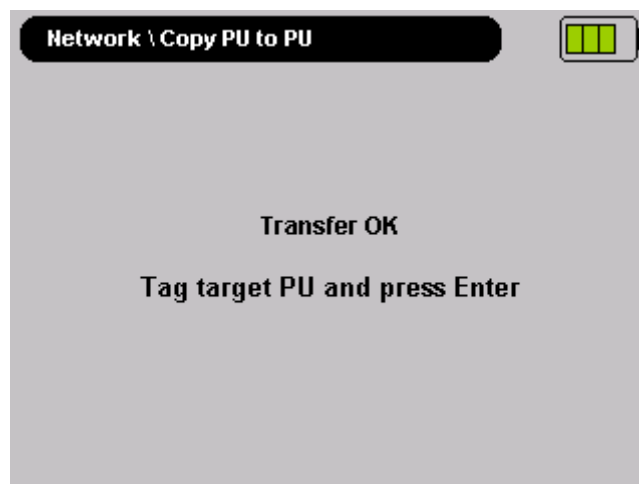 Network \ Copy PU to PU
Transfer OK
Tag target PU and press Enter